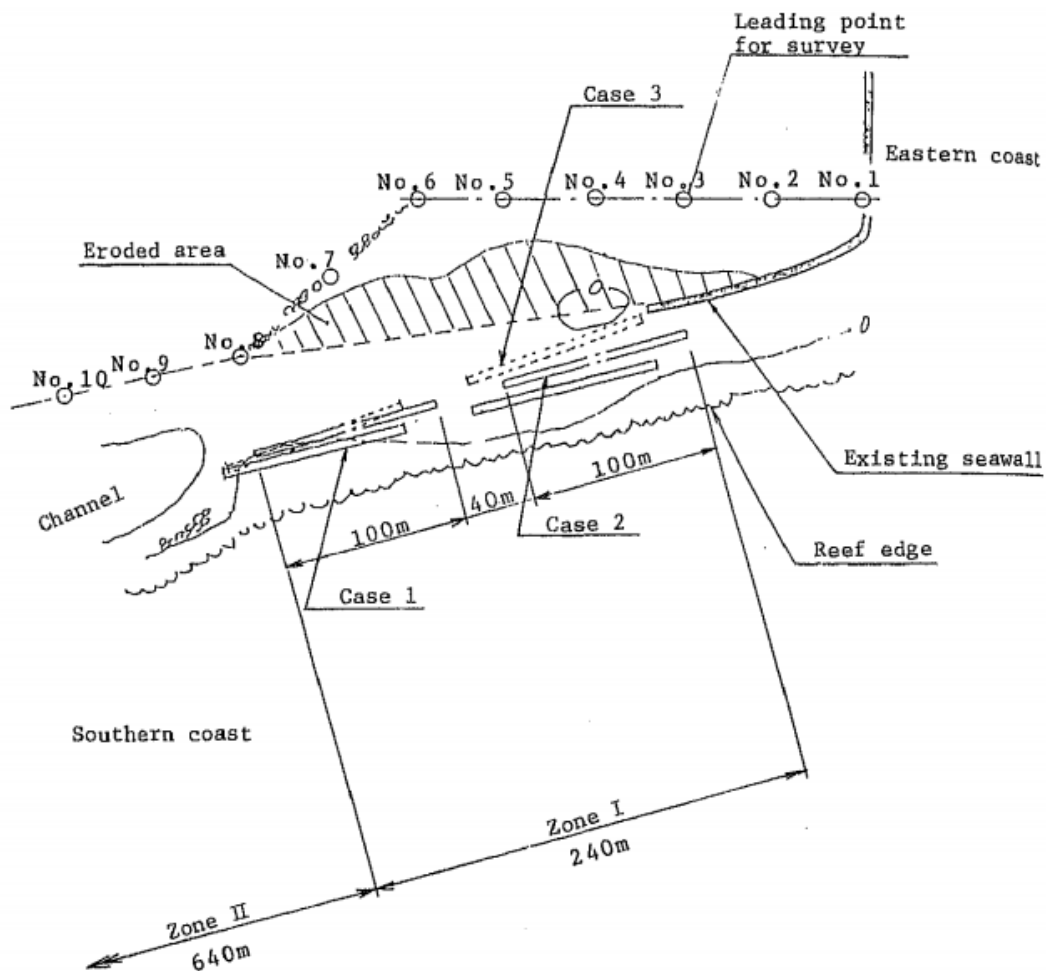 Leading point
for survey
Case 3
Eastern coast
No.6
No.5
No.4
No.3
No.2
No.1
Eroded area
No.7
No.8
No.9
No.10
0
0
Existing seawall
Channel
100m
40m
100m
Case 2
Reef edge
Case 1
Southern coast
Zone I
240m
Zone II
640m